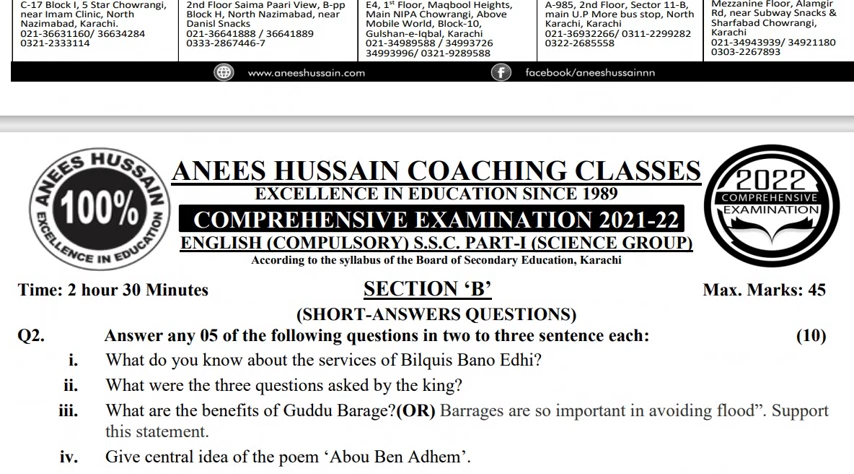 C-17 Block I, 5 Star Chowrangi,
near Imam Clinic, North
Nazimabad, Karachi.
021-36631160/ 36634284
0321-2333114
2nd Floor Saima Paari View, B-pp
Block H, North Nazimabad, near
Danisl Snacks
021-36641888 / 36641889
0333-2867446-7
E4, 1st Floor, Maqbool Heights,
Main NIPA Chowrangi, Above
Mobile World, Block-10,
Gulshan-e-Iqbal, Karachi
021-34989588 / 34993726
34993996/ 0321-9289588
A-985, 2nd Floor, Sector 11-B,
main U.P More bus stop, North
Karachi, Karachi
021-36932266/ 0311-2299282
0322-2685558
Mezzanine Floor, Alamgir
Rd, near Subway Snacks &
Sharfabad Chowrangi,
Karachi
021-34943939/ 34921180
0303-2267893
www.aneeshussain.com
facebook/aneeshussainnn
ANEES HUSSAIN
100%
EXCELLENCE IN EDUCATION
ANEES HUSSAIN COACHING CLASSES
EXCELLENCE IN EDUCATION SINCE 1989
COMPREHENSIVE EXAMINATION 2021-22
ENGLISH (COMPULSORY) S.S.C. PART-I (SCIENCE GROUP)
According to the syllabus of the Board of Secondary Education, Karachi
2022
COMPREHENSIVE
EXAMINATION
Time: 2 hour 30 Minutes SECTION ‘B’ Max. Marks: 45
(SHORT-ANSWERS QUESTIONS)
Q2. Answer any 05 of the following questions in two to three sentence each: (10)
i. What do you know about the services of Bilquis Bano Edhi?
ii. What were the three questions asked by the king?
iii. What are the benefits of Guddu Barage?(OR) Barrages are so important in avoiding flood”. Support
this statement.
iv. Give central idea of the poem ‘Abou Ben Adhem’.